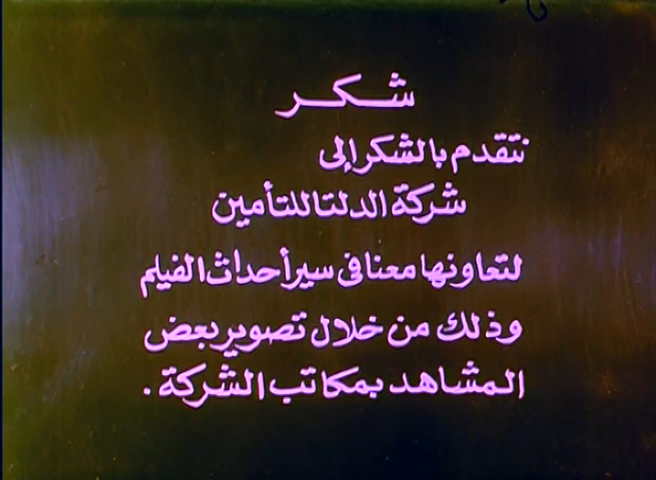 شكر
نتقدم بالشكر إلى
شركة الدلتا للتأمين
لتعاونها معنا في سير أحداث الفيلم
وذلك من خلال تصوير بعض
المشاهد بمكاتب الشركة.